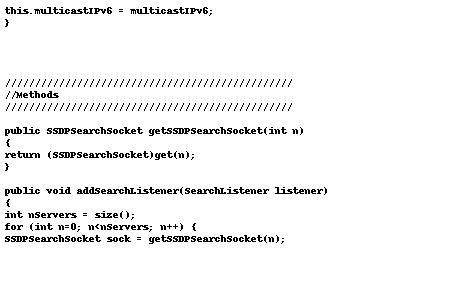 this.multicastIPv6 = multicastIPv6;
}
////////////////////////////////////////////////
//Methods
////////////////////////////////////////////////
public SSDPSearchSocket getSSDPSearchSocket(int n)
{
return (SSDPSearchSocket)get(n);
}
public void addSearchListener(SearchListener listener)
{
int nServers = size();
for (int n=0; n<nServers; n++) {
SSDPSearchSocket sock = getSSDPSearchSocket(n);